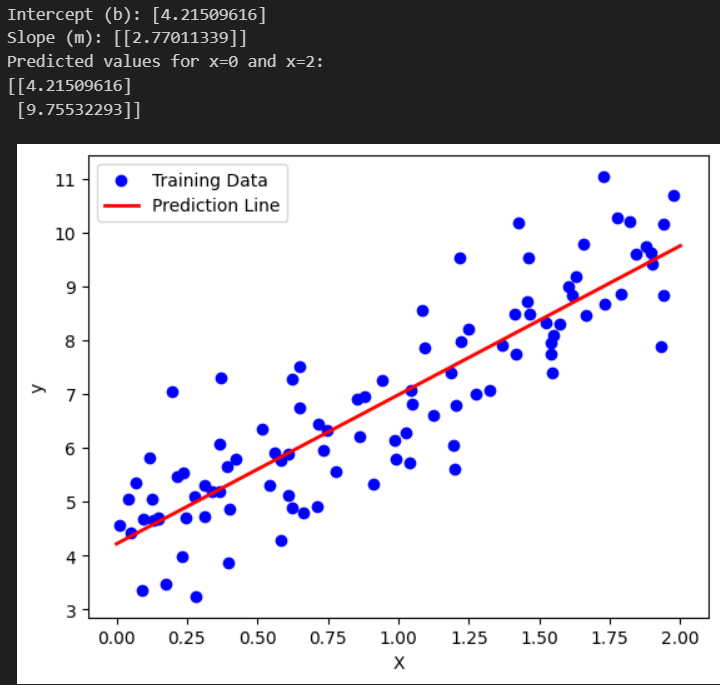 Intercept (b): [4.21509616]
Slope (m): [[2.77011339]]
Predicted values for x=0 and x=2:
[[4.21509616]
 [9.75532293]]
Training Data
Prediction Line
11
10
9
8
7
6
5
4
3
y
0.00 0.25 0.50 0.75 1.00 1.25 1.50 1.75 2.00
X